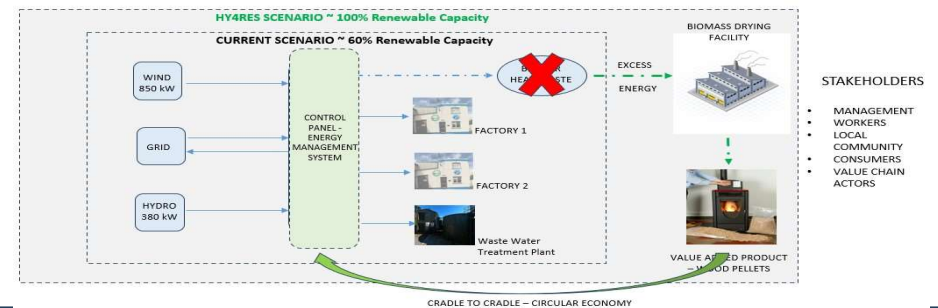 HY4RES SCENARIO ~ 100% Renewable Capacity
CURRENT SCENARIO ~ 60% Renewable Capacity
WIND
850 kW
GRID
HYDRO
380 kW
CONTROL
PANEL -
ENERGY
MANAGEMENT
SYSTEM
FACTORY 1
FACTORY 2
Waste Water
Treatment Plant
EXCESS
ENERGY
BIOMASS DRYING
FACILITY
VALUE ADDED PRODUCT
– WOOD PELLETS
STAKEHOLDERS
• MANAGEMENT
• WORKERS
• LOCAL
COMMUNITY
• CONSUMERS
• VALUE CHAIN
ACTORS
CRADLE TO CRADLE – CIRCULAR ECONOMY